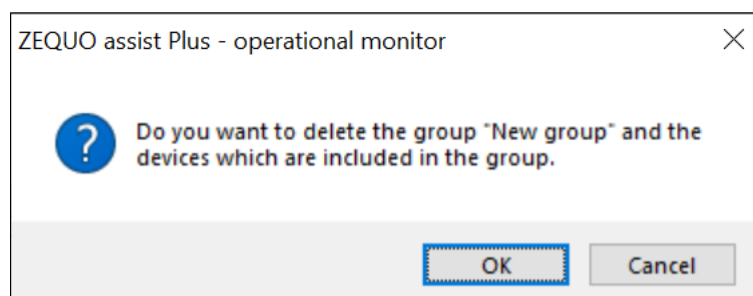 ZEQUO assist Plus - operational monitor
?
Do you want to delete the group "New group" and the
devices which are included in the group.
OK
Cancel